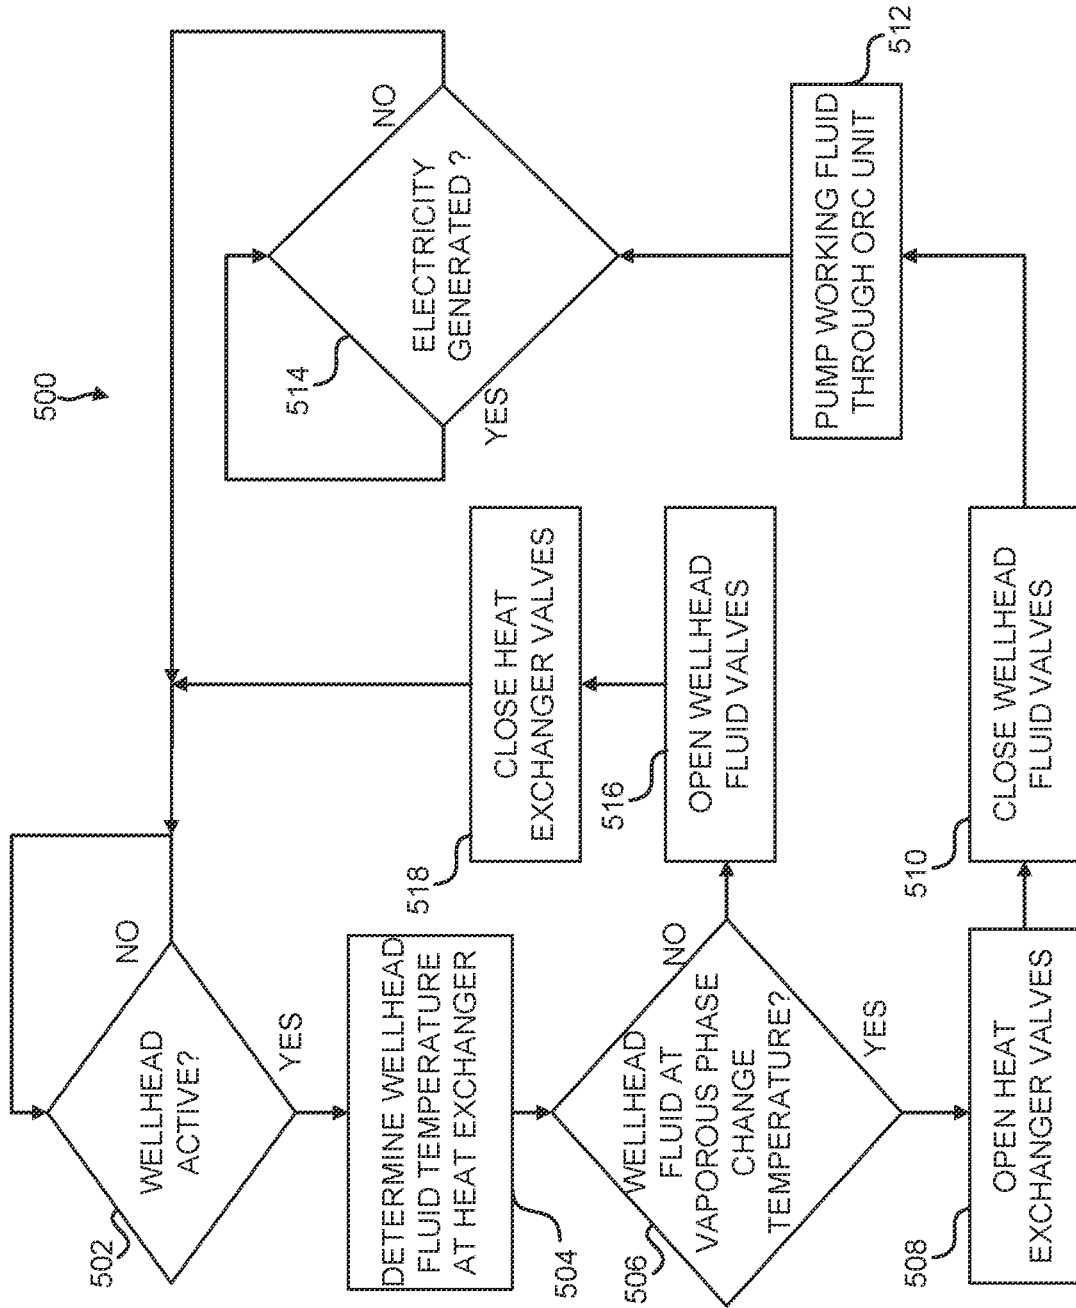 500
502
WELLHEAD
ACTIVE?
NO
YES
DETERMINE WELLHEAD
FLUID TEMPERATURE
AT HEAT EXCHANGER
504
506
WELLHEAD
FLUID AT
VAPOROUS PHASE
CHANGE
TEMPERATURE?
NO
YES
508
OPEN HEAT
EXCHANGER VALVES
510
CLOSE WELLHEAD
FLUID VALVES
516
OPEN WELLHEAD
FLUID VALVES
518
CLOSE HEAT
EXCHANGER VALVES
514
ELECTRICITY
GENERATED ?
NO
YES
PUMP WORKING FLUID
THROUGH ORC UNIT
512